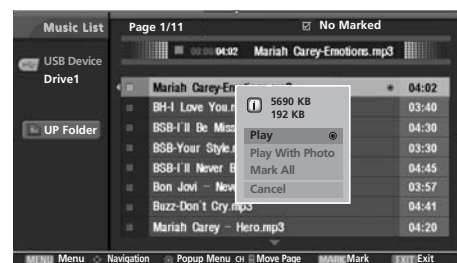 Music List
Page 1/11
No Marked
00:00/04:02 Mariah Carey-Emotions.mp3
USB Device
Drive1
UP Folder
Mariah Carey-Em 04:02
BH-I Love You.m 03:40
BSB-I'll Be Miss 04:30
BSB-Your Style.m 03:30
BSB-I'll Never B 04:45
Bon Jovi - Neve 03:57
Buzz-Don't Cry.mp3 04:41
Mariah Carey - Hero.mp3 04:20
5690 KB
192 KB
Play
Play With Photo
Mark All
Cancel
MENU Menu Navigation Popup Menu CH Move Page MARK Mark EXIT Exit